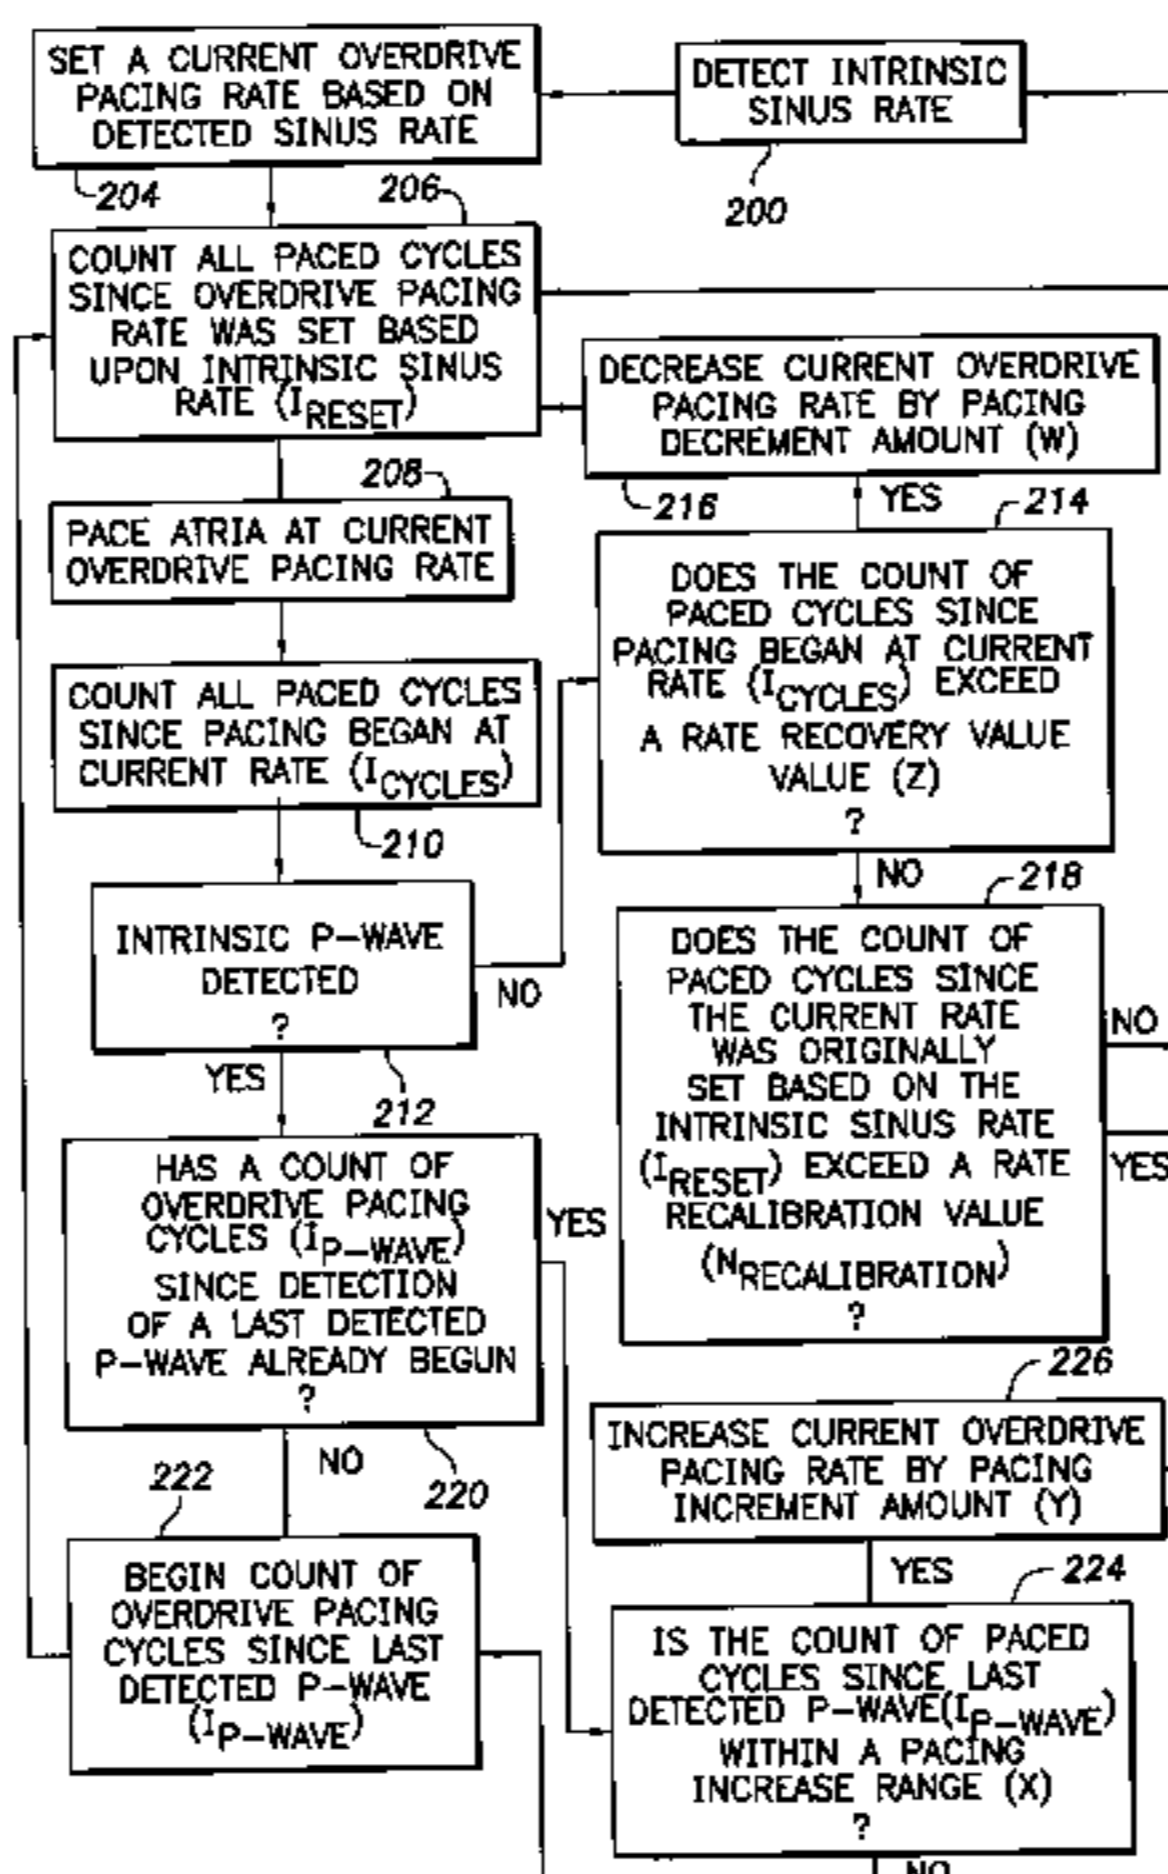 SET A CURRENT OVERDRIVE
PACING RATE BASED ON
DETECTED SINUS RATE
204
DETECT INTRINSIC
SINUS RATE
200
206
COUNT ALL PACED CYCLES
SINCE OVERDRIVE PACING
RATE WAS SET BASED
UPON INTRINSIC SINUS
RATE (IRESET)
DECREASE CURRENT OVERDRIVE
PACING RATE BY PACING
DECREMENT AMOUNT (W)
216
YES
208
PACE ATRIA AT CURRENT
OVERDRIVE PACING RATE
214
DOES THE COUNT OF
PACED CYCLES SINCE
PACING BEGAN AT CURRENT
RATE (ICYCLES) EXCEED
A RATE RECOVERY VALUE
VALUE (Z)
?
NO
COUNT ALL PACED CYCLES
SINCE PACING BEGAN AT
CURRENT RATE (ICYCLES)
210
INTRINSIC P-WAVE
DETECTED
?
NO
YES
212
218
DOES THE COUNT OF
PACED CYCLES SINCE
THE CURRENT RATE
WAS ORIGINALLY
SET BASED ON THE
INTRINSIC SINUS RATE
(IRESET) EXCEED A RATE
RECALIBRATION VALUE
(NRECALIBRATION)
?
NO
YES
HAS A COUNT OF
OVERDRIVE PACING
CYCLES (IP-WAVE)
SINCE DETECTION
OF A LAST DETECTED
P-WAVE ALREADY BEGUN
?
YES
NO
220
226
INCREASE CURRENT OVERDRIVE
PACING RATE BY PACING
INCREMENT AMOUNT (Y)
YES
222
BEGIN COUNT OF
OVERDRIVE PACING
CYCLES SINCE LAST
DETECTED P-WAVE
(IP-WAVE)
224
IS THE COUNT OF PACED
CYCLES SINCE LAST
DETECTED P-WAVE(IP-WAVE)
WITHIN A PACING
INCREASE RANGE (X)
?
NO